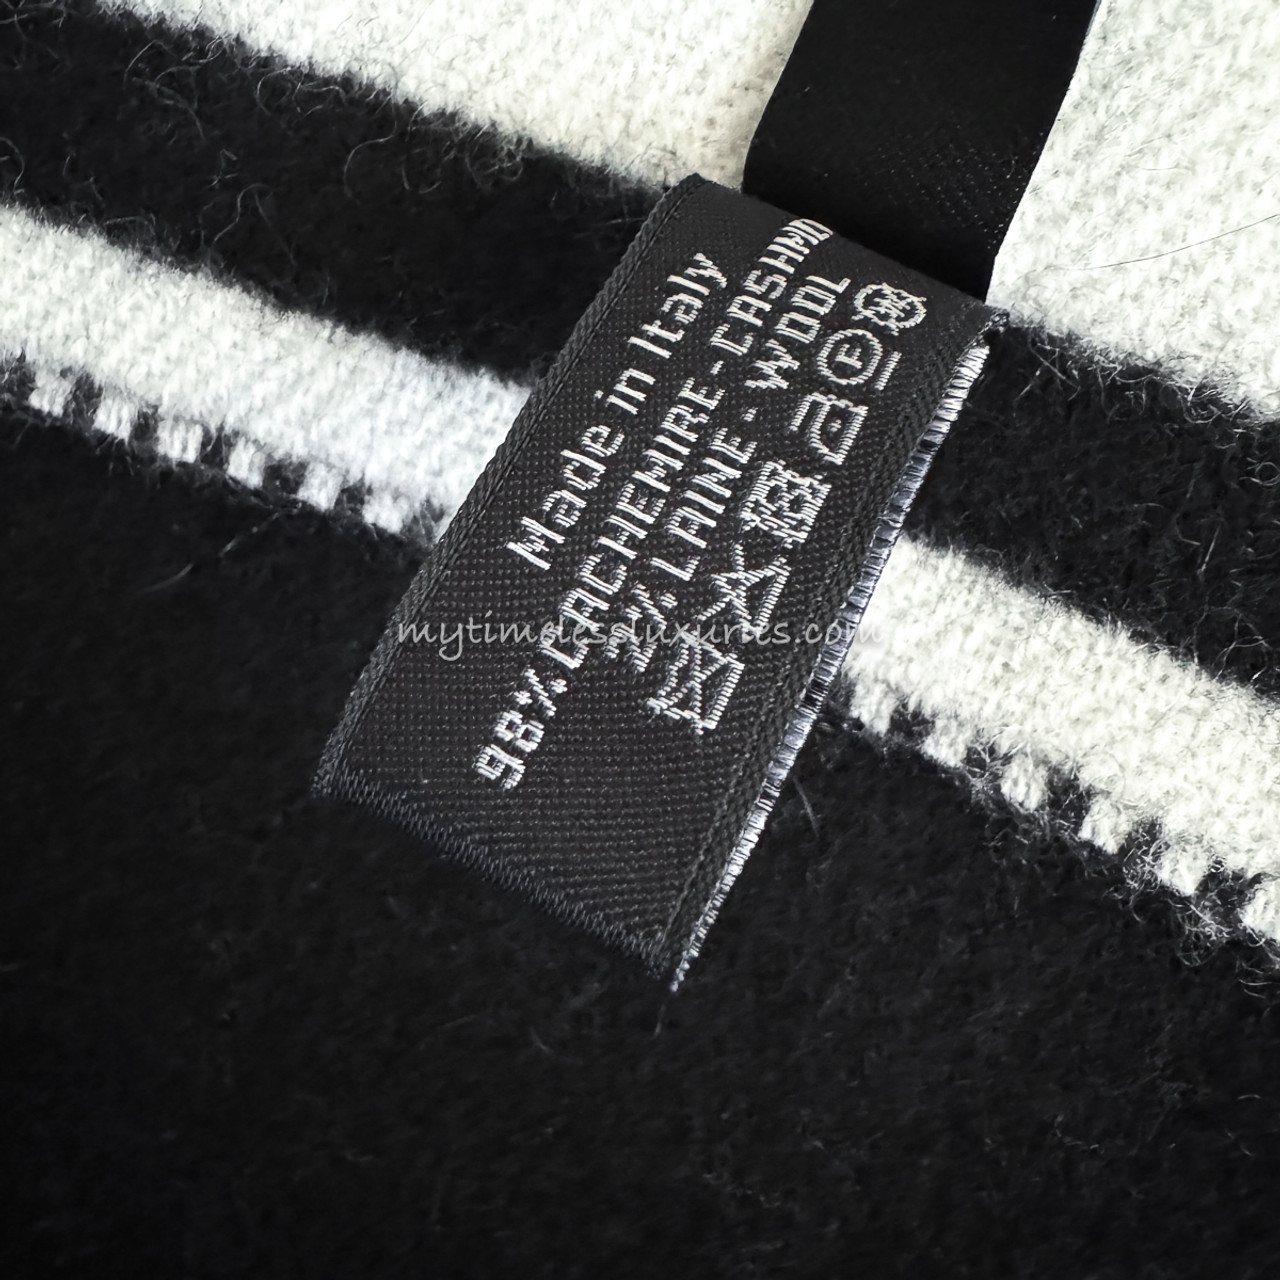 Made in Italy
98% CACHEMIRE - CASHM
2% LAINE - WOOL
mytimelessluxuries.com